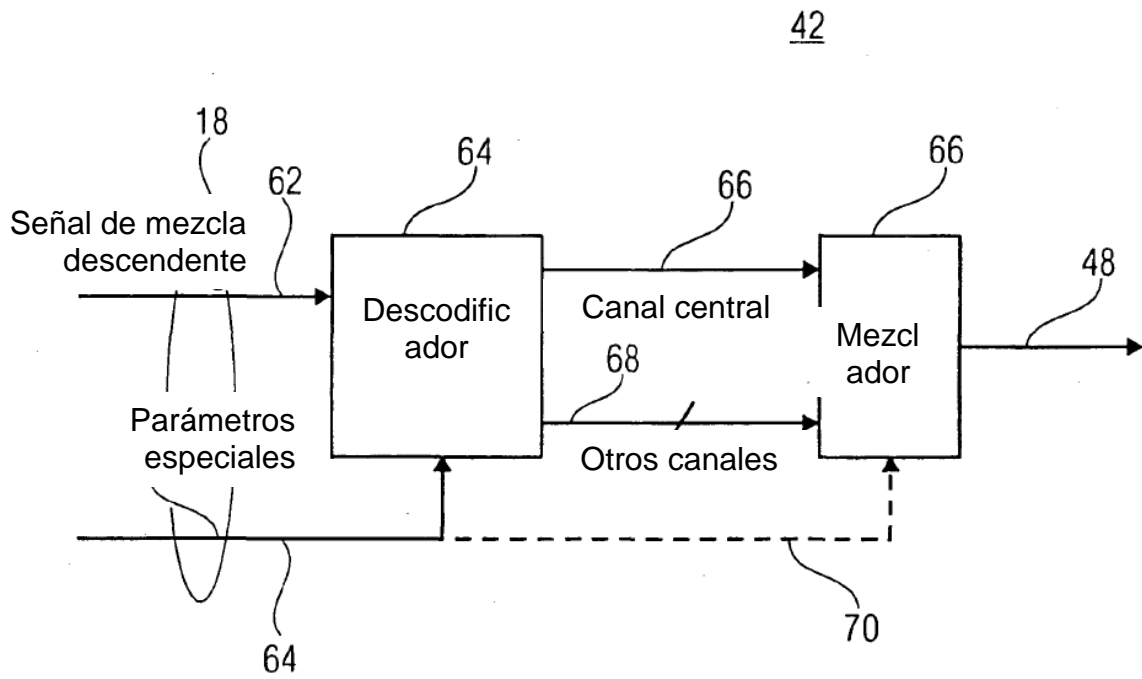 42
18
62
64
66
66
48
Señal de mezcla
descendente
Descodific
ador
Canal central
Mezcl
ador
68
Parámetros
especiales
Otros canales
64
70